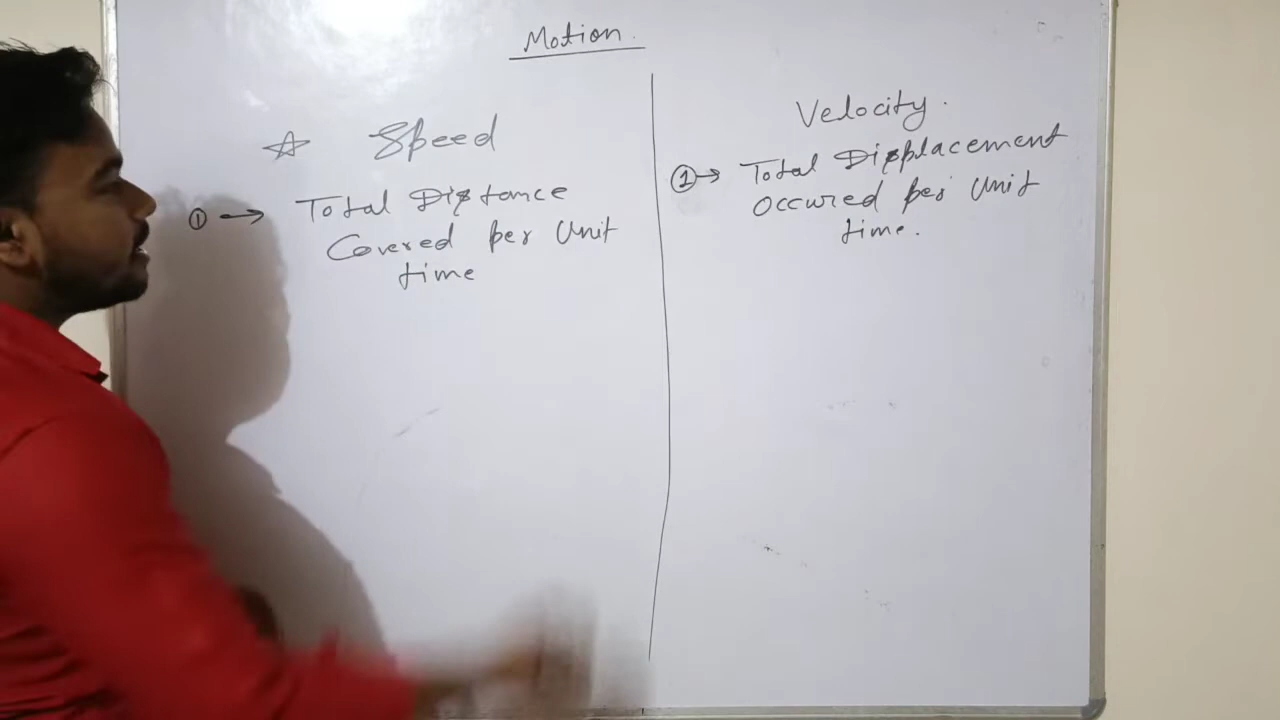 Motion.
☆ Speed
① → Total Distance
Covered per Unit
time
Velocity.
① → Total Displacement
Occured per Unit
time.